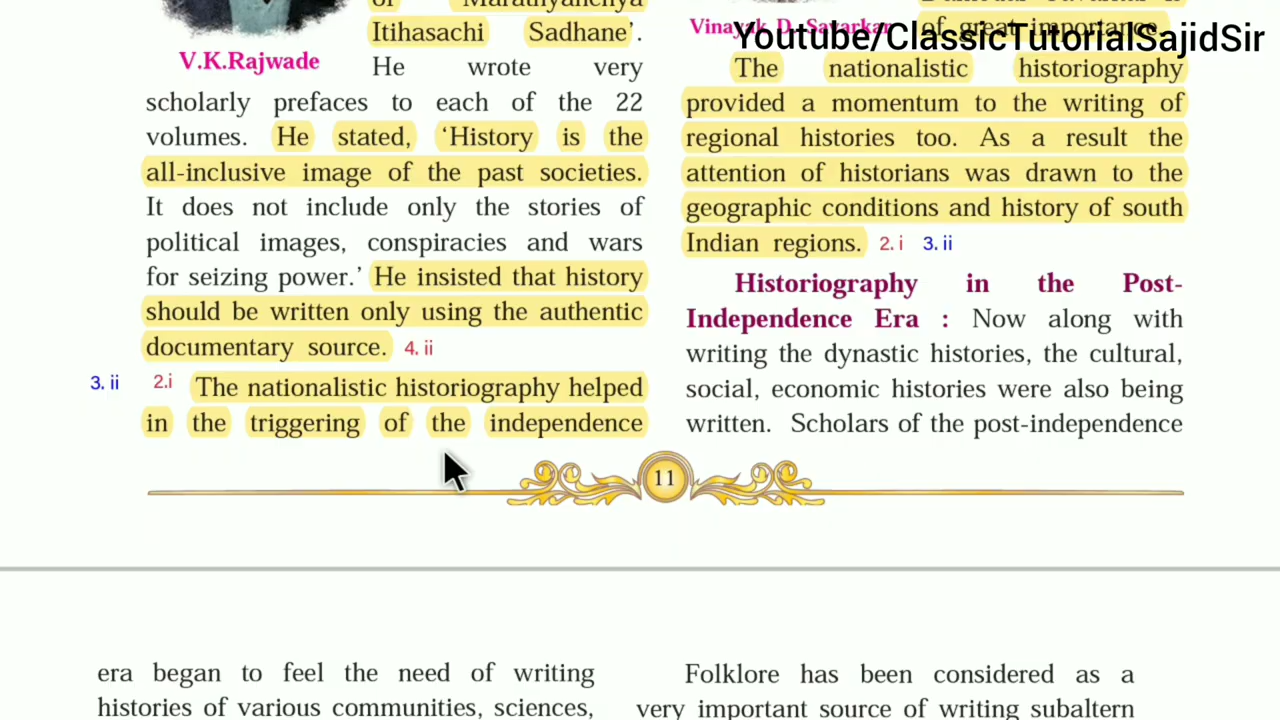 Itihasachi Sadhane’.
V.K.Rajwade
He wrote very
scholarly prefaces to each of the 22
volumes. He stated, ‘History is the
all-inclusive image of the past societies.
It does not include only the stories of
political images, conspiracies and wars
for seizing power.’ He insisted that history
should be written only using the authentic
documentary source. 4. ii
3. ii 2.i The nationalistic historiography helped
in the triggering of the independence
of great importance.
Youtube/ClassicTutorialSajidSir
The nationalistic historiography
provided a momentum to the writing of
regional histories too. As a result the
attention of historians was drawn to the
geographic conditions and history of south
Indian regions. 2. i 3. ii
Historiography in the Post-
Independence Era : Now along with
writing the dynastic histories, the cultural,
social, economic histories were also being
written. Scholars of the post-independence
11
era began to feel the need of writing
histories of various communities, sciences,
Folklore has been considered as a
very important source of writing subaltern